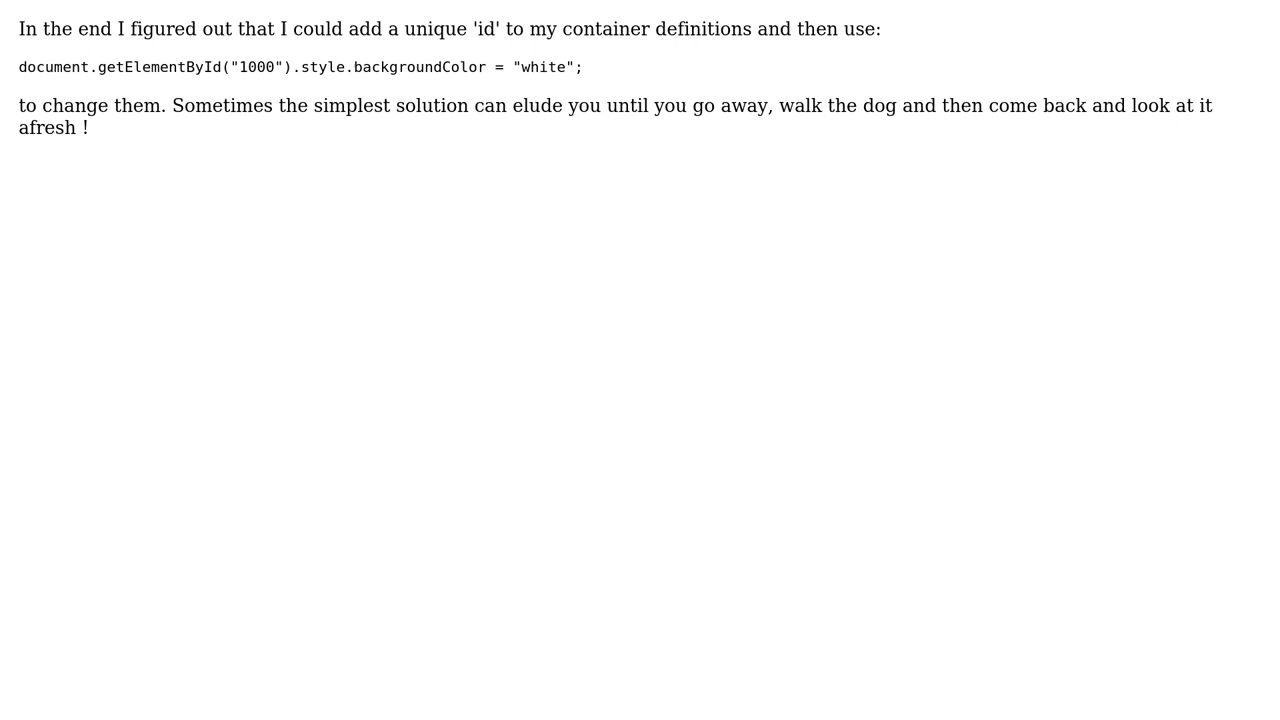 In the end I figured out that I could add a unique 'id' to my container definitions and then use:
document.getElementById("1000").style.backgroundColor = "white";
to change them. Sometimes the simplest solution can elude you until you go away, walk the dog and then come back and look at it
afresh !